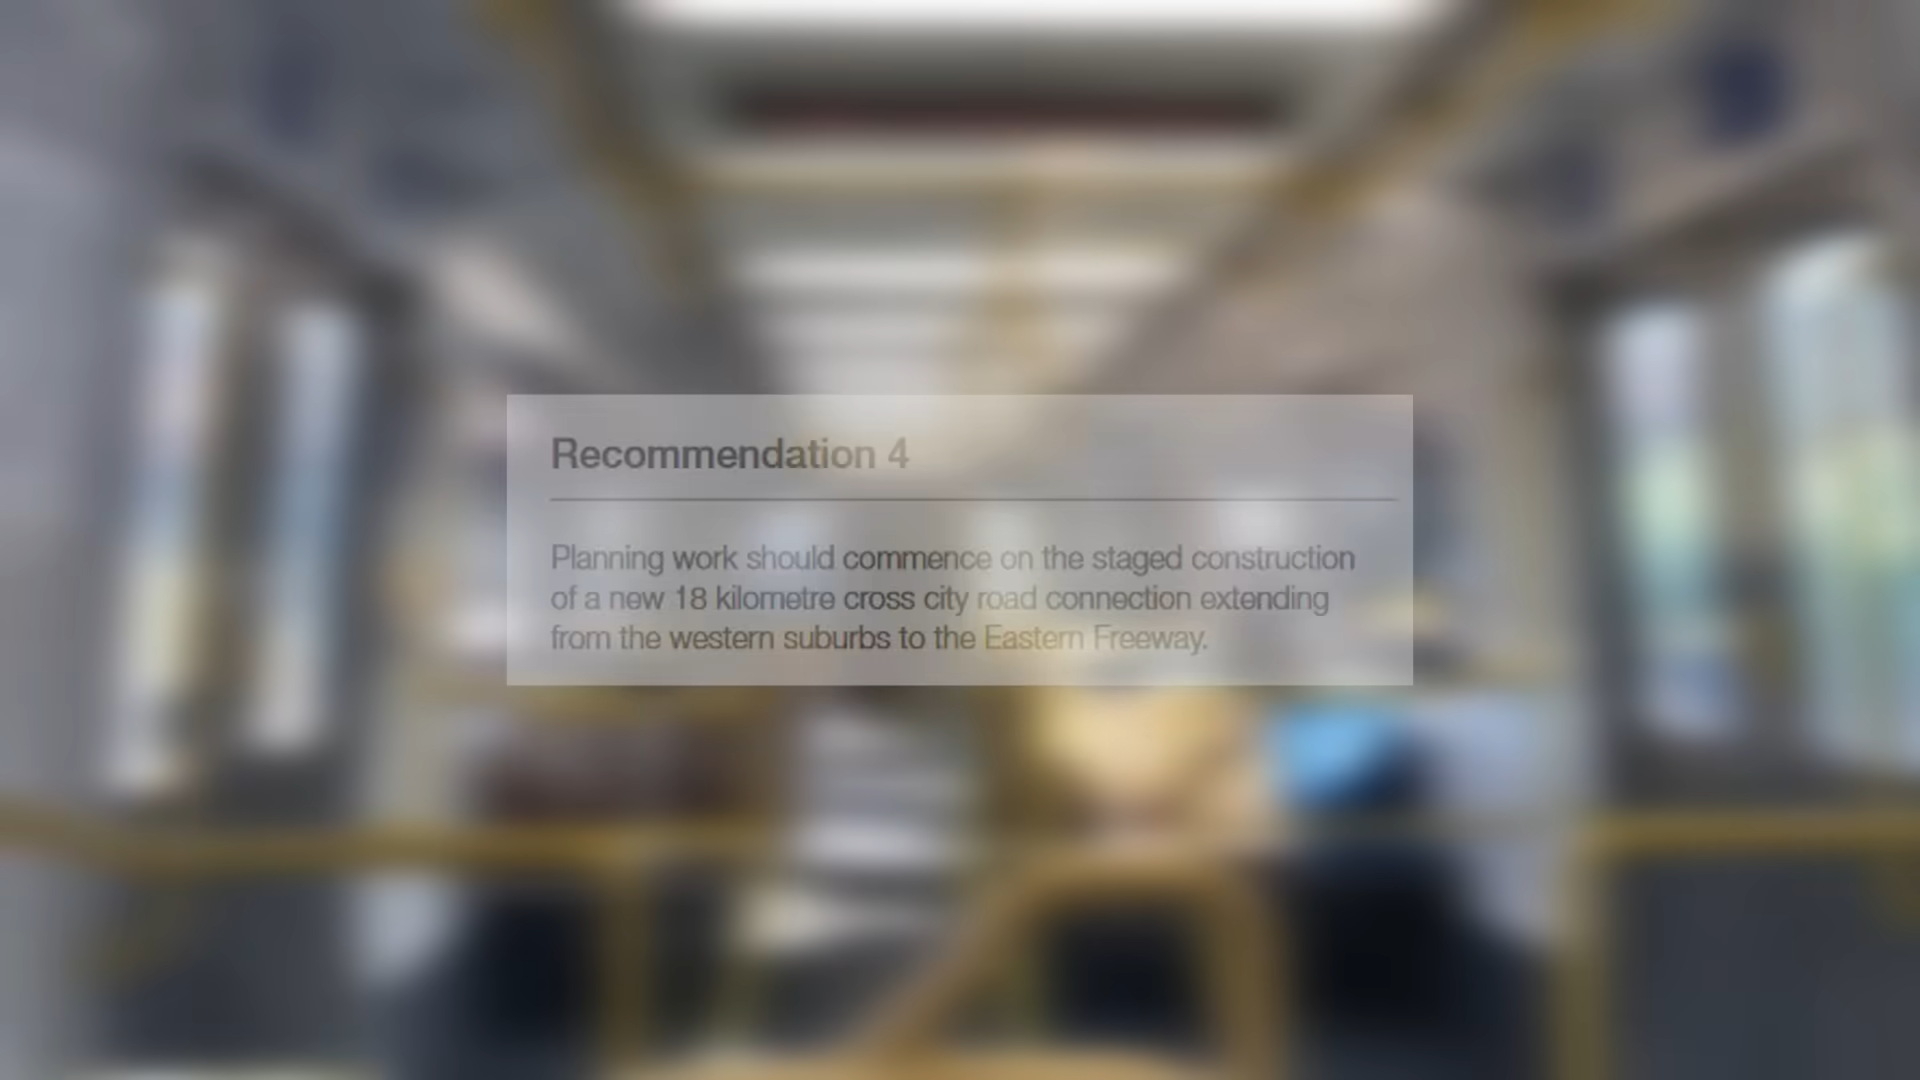 Recommendation 4
Planning work should commence on the staged construction
of a new 18 kilometre cross city road connection extending
from the western suburbs to the Eastern Freeway.